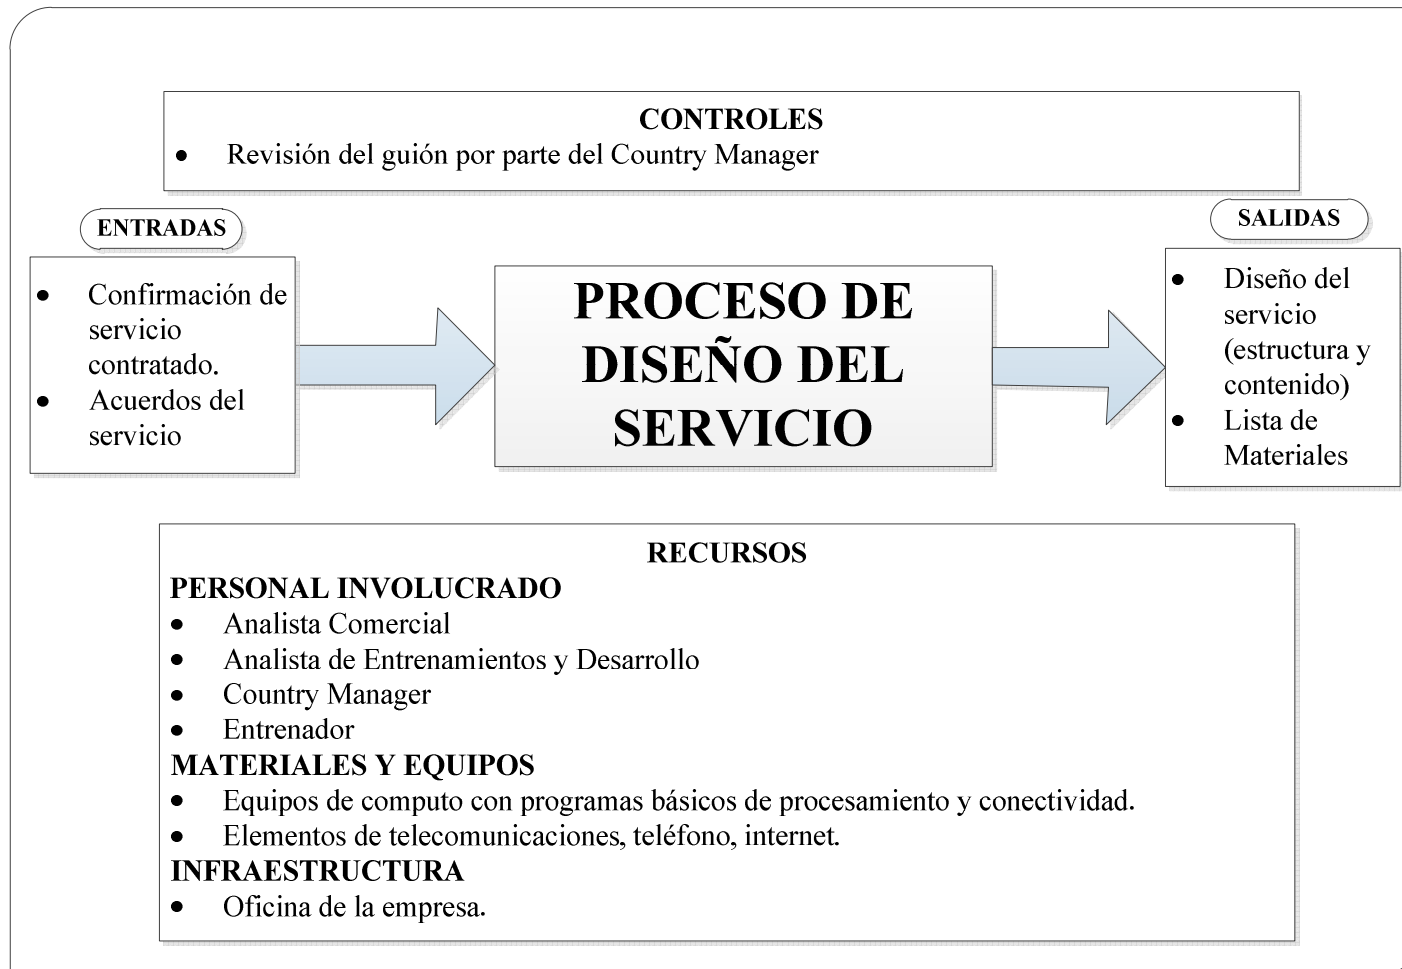 CONTROLES
• Revisión del guión por parte del Country Manager
ENTRADAS
• Confirmación de
servicio
contratado.
• Acuerdos del
servicio
PROCESO DE
DISEÑO DEL
SERVICIO
SALIDAS
• Diseño del
servicio
(estructura y
contenido)
• Lista de
Materiales
RECURSOS
PERSONAL INVOLUCRADO
• Analista Comercial
• Analista de Entrenamientos y Desarrollo
• Country Manager
• Entrenador
MATERIALES Y EQUIPOS
• Equipos de computo con programas básicos de procesamiento y conectividad.
• Elementos de telecomunicaciones, teléfono, internet.
INFRAESTRUCTURA
• Oficina de la empresa.